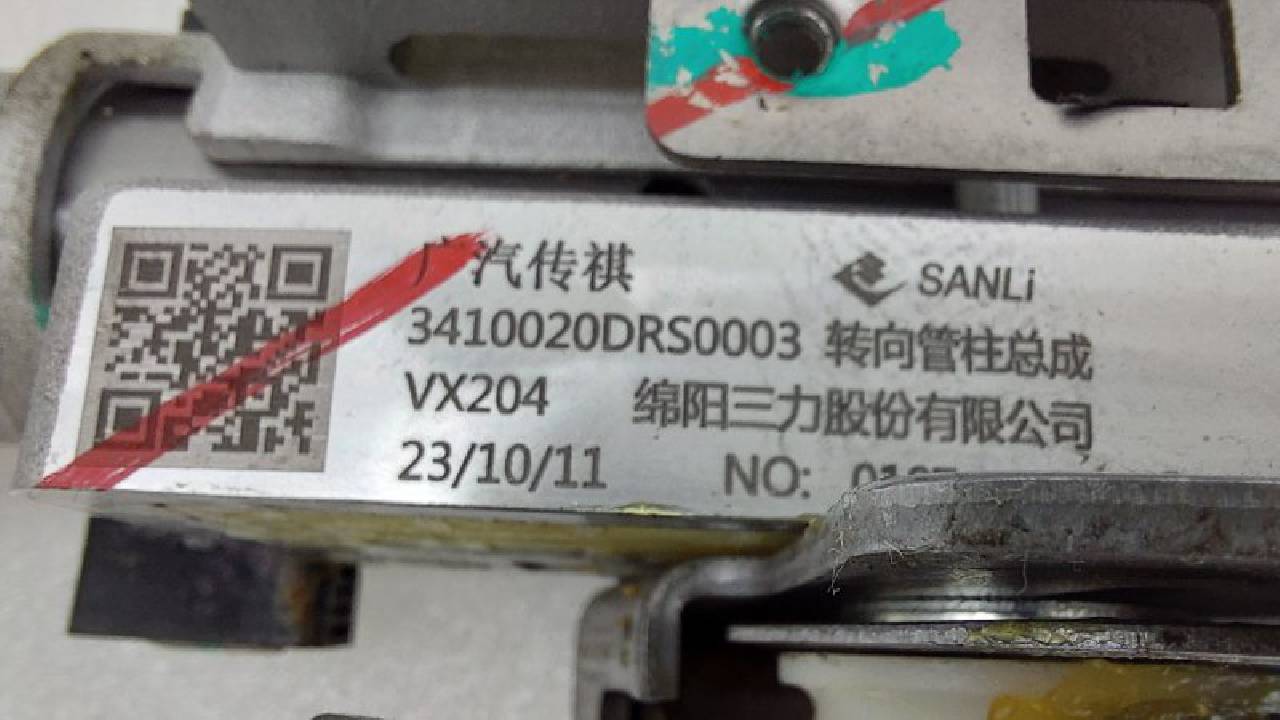 广汽传祺 SANLi
3410020DRS0003 转向管柱总成
VX204 绵阳三力股份有限公司
23/10/11 NO: